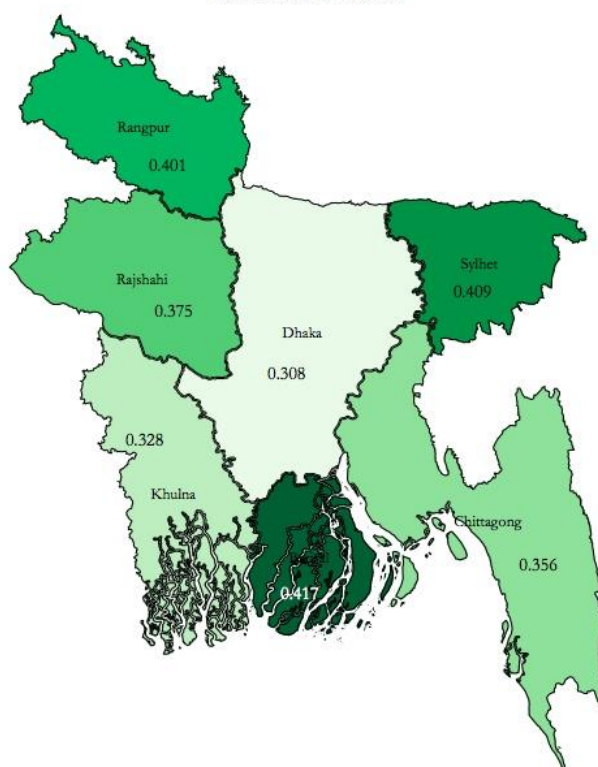 Rangpur
0.401
Sylhet
0.409
Rajshahi
0.375
Dhaka
0.308
0.328
Khulna
Chittagong
0.356
0.417